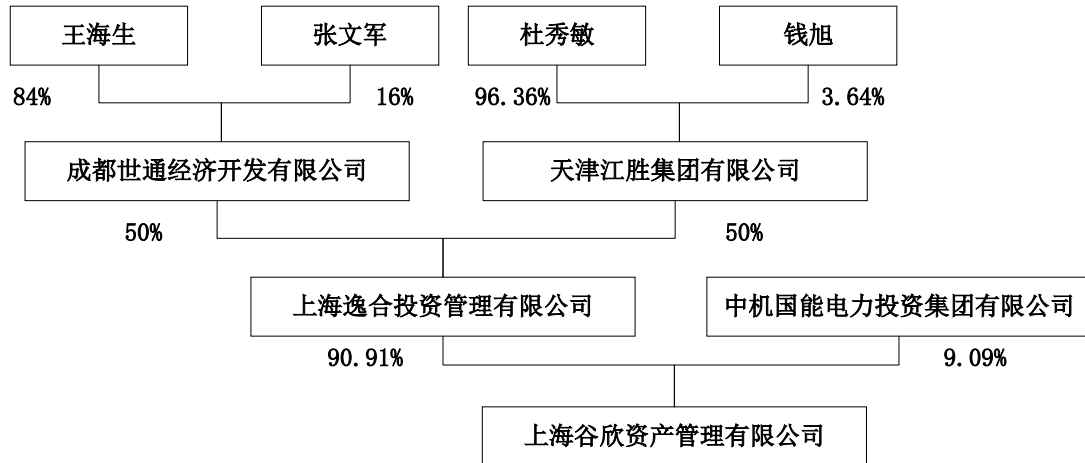 王海生
张文军
杜秀敏
钱旭
84%
16%
96.36%
3.64%
成都世通经济开发有限公司
天津江胜集团有限公司
50%
50%
上海逸合投资管理有限公司
中机国能电力投资集团有限公司
90.91%
9.09%
上海谷欣资产管理有限公司